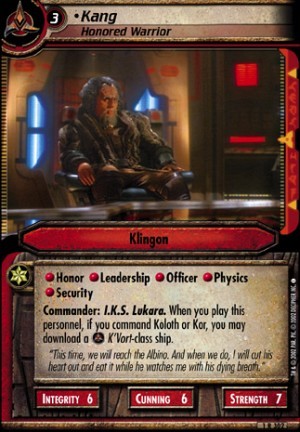 3
•Kang
Honored Warrior
Klingon
Honor Leadership Officer Physics
Security
Commander: I.K.S. Lukara. When you play this
personnel, if you command Koloth or Kor, you may
download a K'Vort-class ship.
"This time, we will reach the Albino. And when we do, I will cut his
heart out and eat it while he watches me with his dying breath."
INTEGRITY 6 CUNNING 6 STRENGTH 7